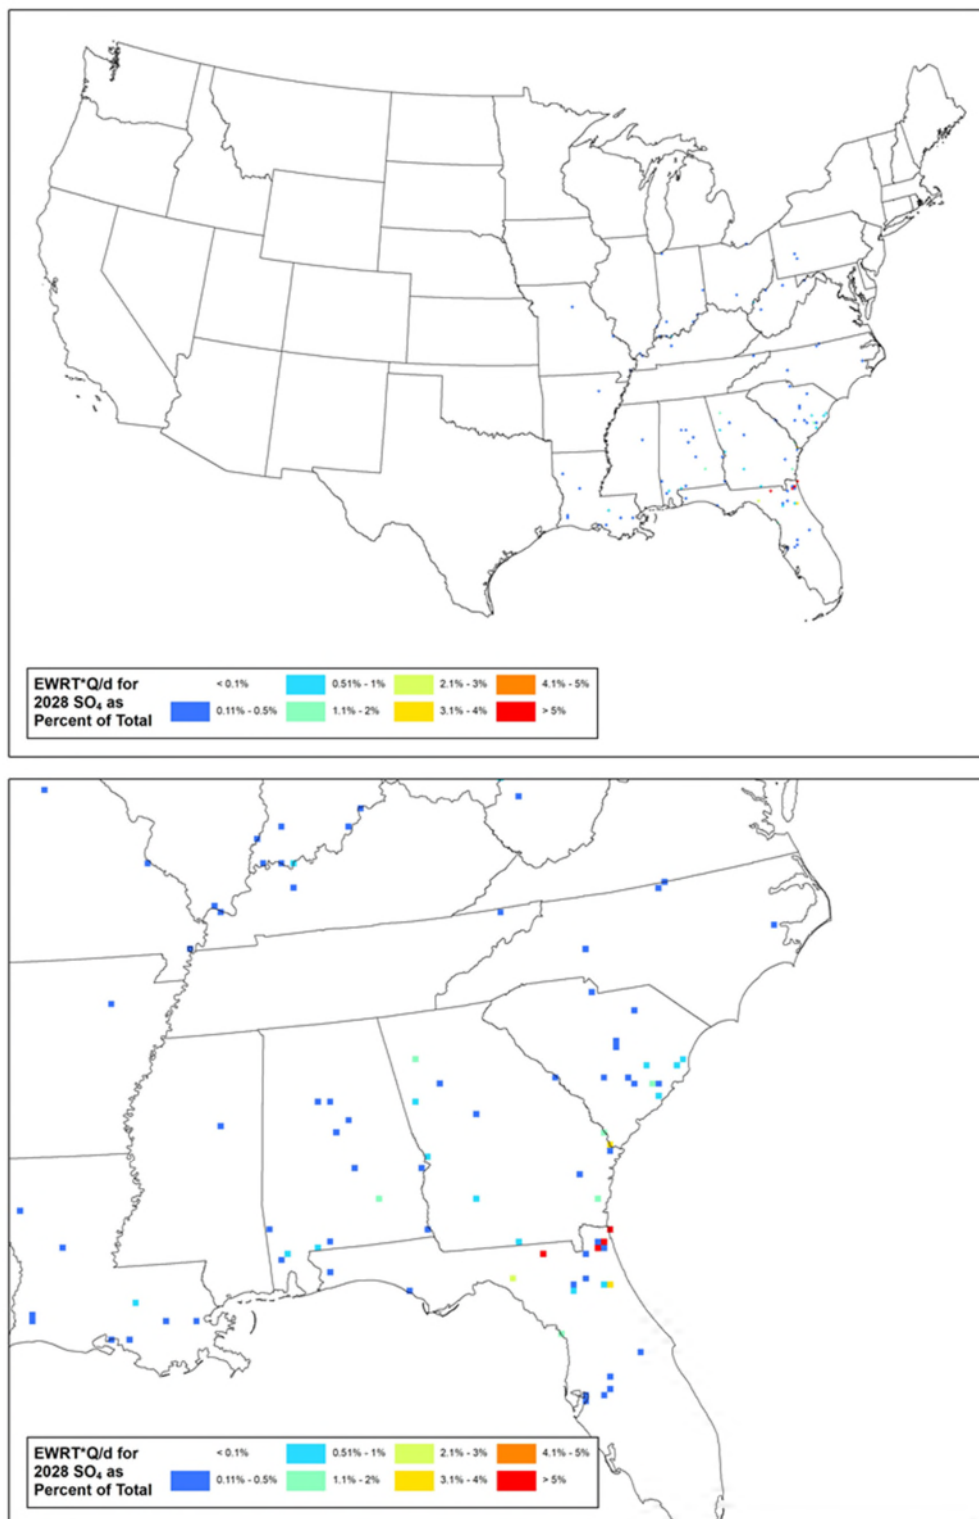 EWRT*Q/d for
2028 SO₄ as
Percent of Total
< 0.1%
0.51% - 1%
2.1% - 3%
4.1% - 5%
0.11% - 0.5%
1.1% - 2%
3.1% - 4%
> 5%
EWRT*Q/d for
2028 SO₄ as
Percent of Total
< 0.1%
0.51% - 1%
2.1% - 3%
4.1% - 5%
0.11% - 0.5%
1.1% - 2%
3.1% - 4%
> 5%